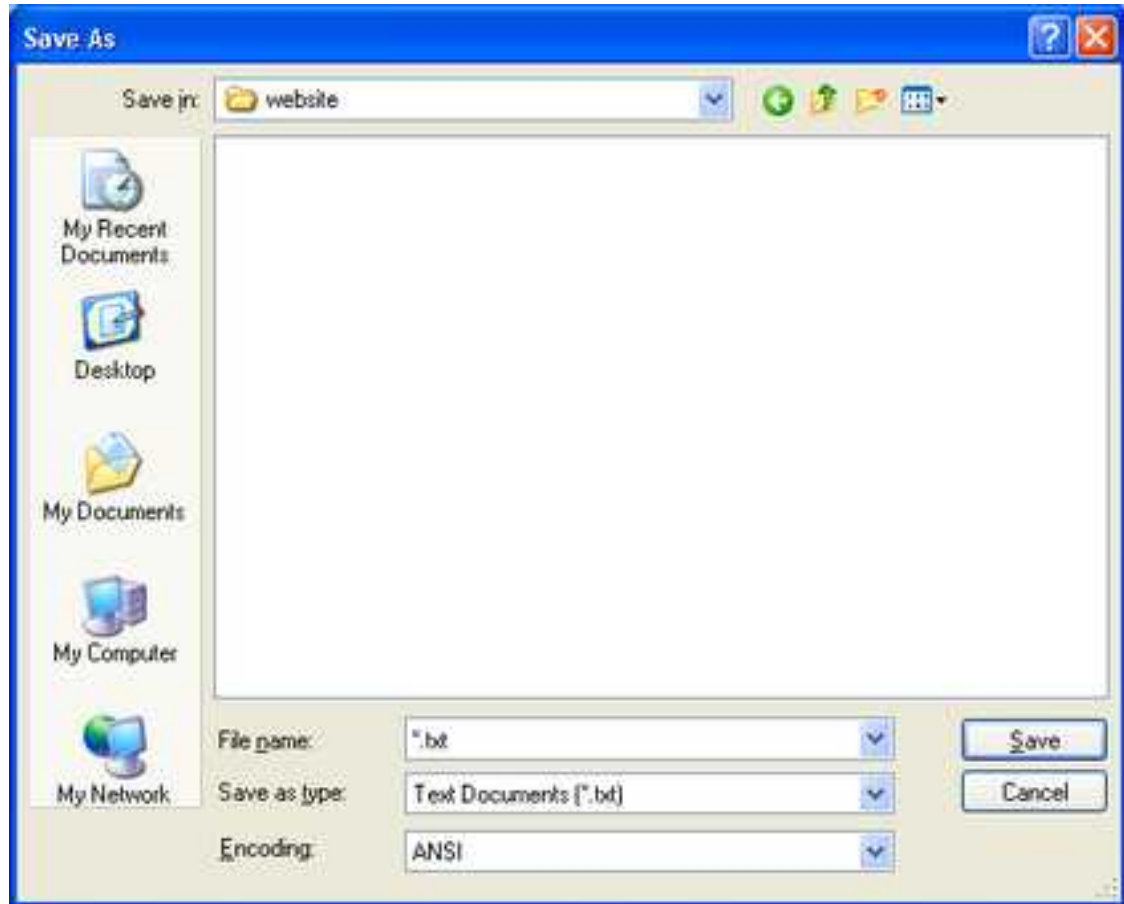 Save As
Save in:
website
My Recent
Documents
Desktop
My Documents
My Computer
My Network
File name:
*.txt
Save
Save as type:
Text Documents (*.txt)
Cancel
Encoding:
ANSI